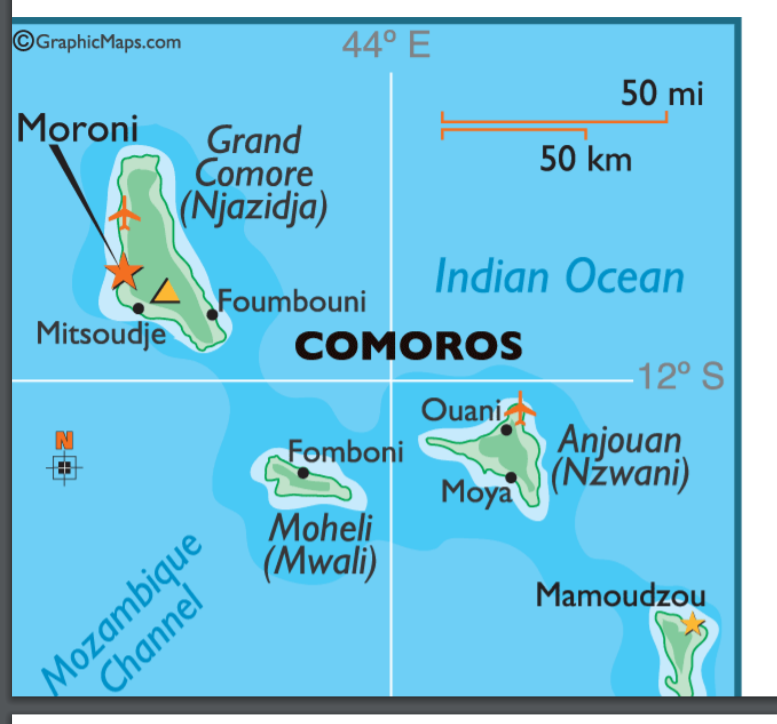 ©GraphicMaps.com
44° E
50 mi
50 km
Moroni
Grand
Comore
(Njazidja)
Indian Ocean
Foumbouni
Mitsoudje
COMOROS
12° S
Ouani
Anjouan
(Nzwani)
N
Fomboni
Moya
Moheli
(Mwali)
Mozambique
Channel
Mamoudzou